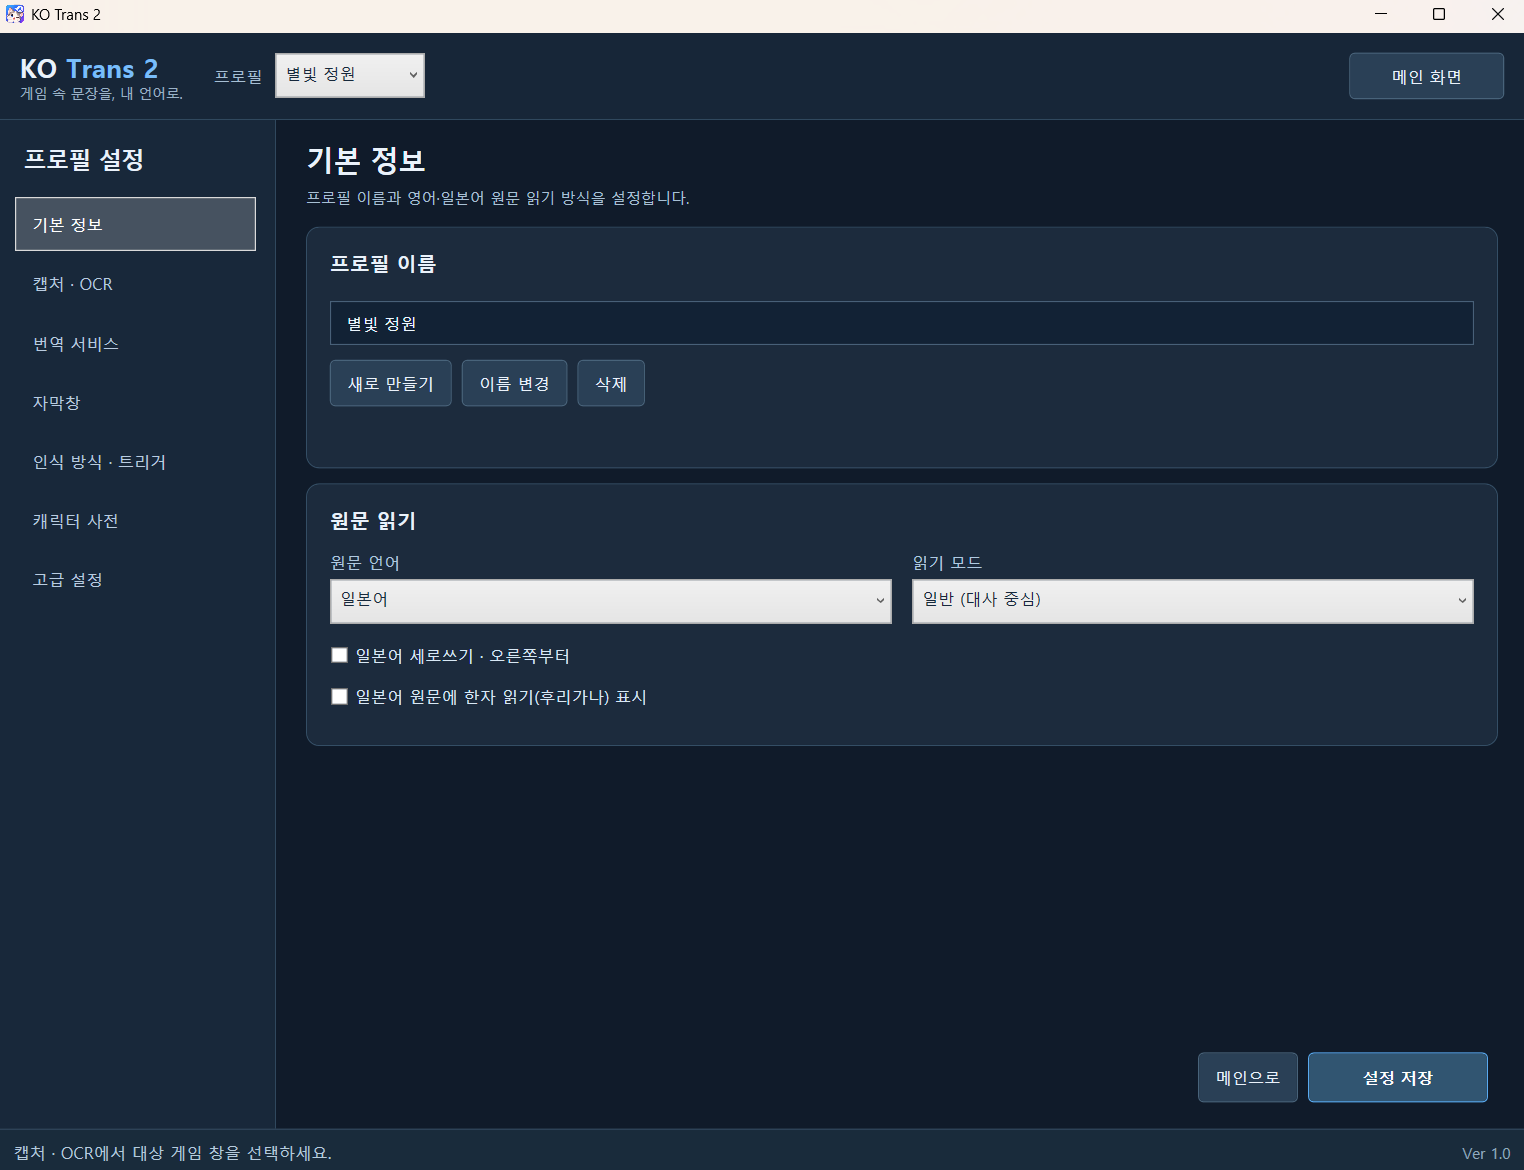 KO Trans 2
KO Trans 2
게임 속 문장을, 내 언어로.
프로필
별빛 정원
메인 화면
프로필 설정
기본 정보
캡처 · OCR
번역 서비스
자막창
인식 방식 · 트리거
캐릭터 사전
고급 설정
기본 정보
프로필 이름과 영어·일본어 원문 읽기 방식을 설정합니다.
프로필 이름
별빛 정원
새로 만들기
이름 변경
삭제
원문 읽기
원문 언어
읽기 모드
일본어
일반 (대사 중심)
일본어 세로쓰기 · 오른쪽부터
일본어 원문에 한자 읽기(후리가나) 표시
메인으로
설정 저장
캡처 · OCR에서 대상 게임 창을 선택하세요.
Ver 1.0